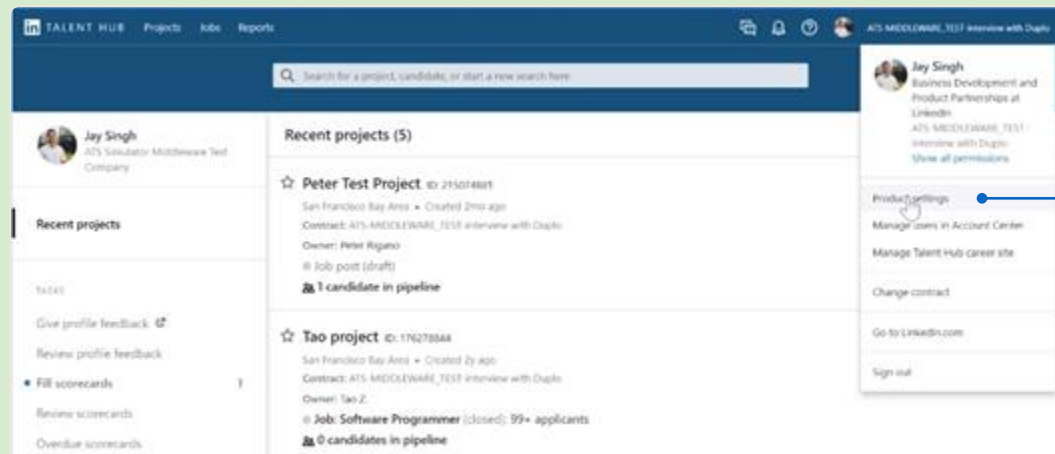 in TALENT HUB Projects Jobs Reports
ATS-MIDDLEWARE_TEST-Interview with Duplo
Search for a project, candidate, or start a new search here
Jay Singh
Business Development and
Product Partnerships at
LinkedIn
ATS-MIDDLEWARE_TEST-
Interview with Duplo
Show all permissions
Product settings
Manage users in Account Center
Manage Talent Hub career site
Change contract
Go to LinkedIn.com
Sign out
Jay Singh
ATS Simulator Middleware Test
Company
Recent projects
TASKS
Give profile feedback
Review profile feedback
Fill scorecards 1
Review scorecards
Overdue scorecards
Recent projects (5)
Peter Test Project
San Francisco Bay Area • Created 2mo ago
Contract: ATS-MIDDLEWARE_TEST-Interview with Duplo
Owner: Peter Rigano
Job post (draft)
1 candidate in pipeline
Tao project ID: 176278844
San Francisco Bay Area • Created 2y ago
Contract: ATS-MIDDLEWARE_TEST-Interview with Duplo
Owner: Tao Z.
Job: Software Programmer (closed); 99+ applicants
0 candidates in pipeline